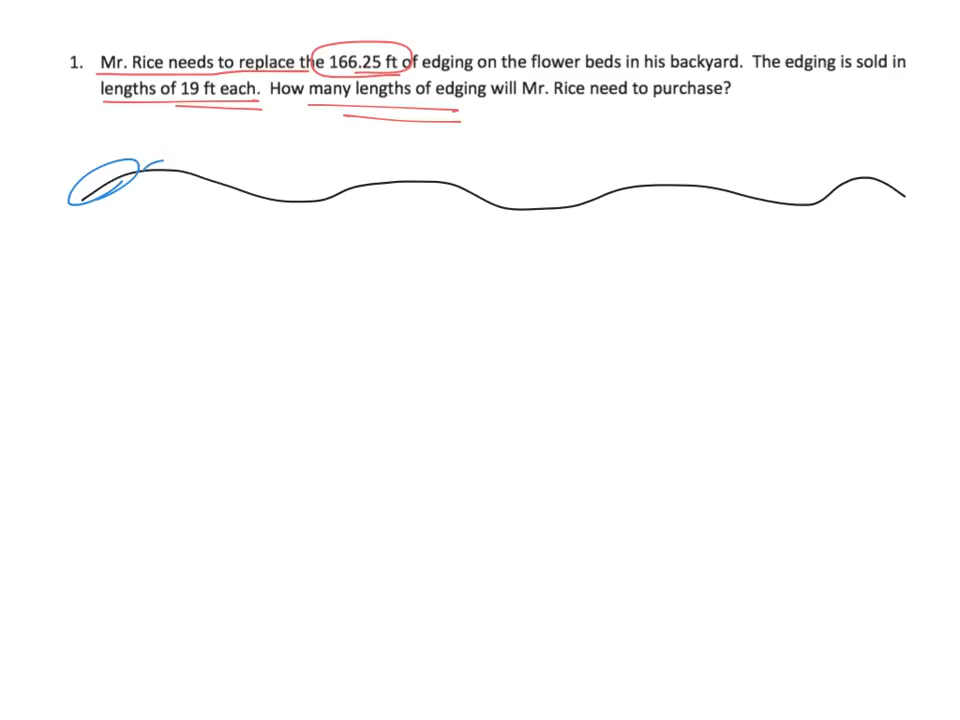 1. Mr. Rice needs to replace the 166.25 ft of edging on the flower beds in his backyard. The edging is sold in
lengths of 19 ft each. How many lengths of edging will Mr. Rice need to purchase?